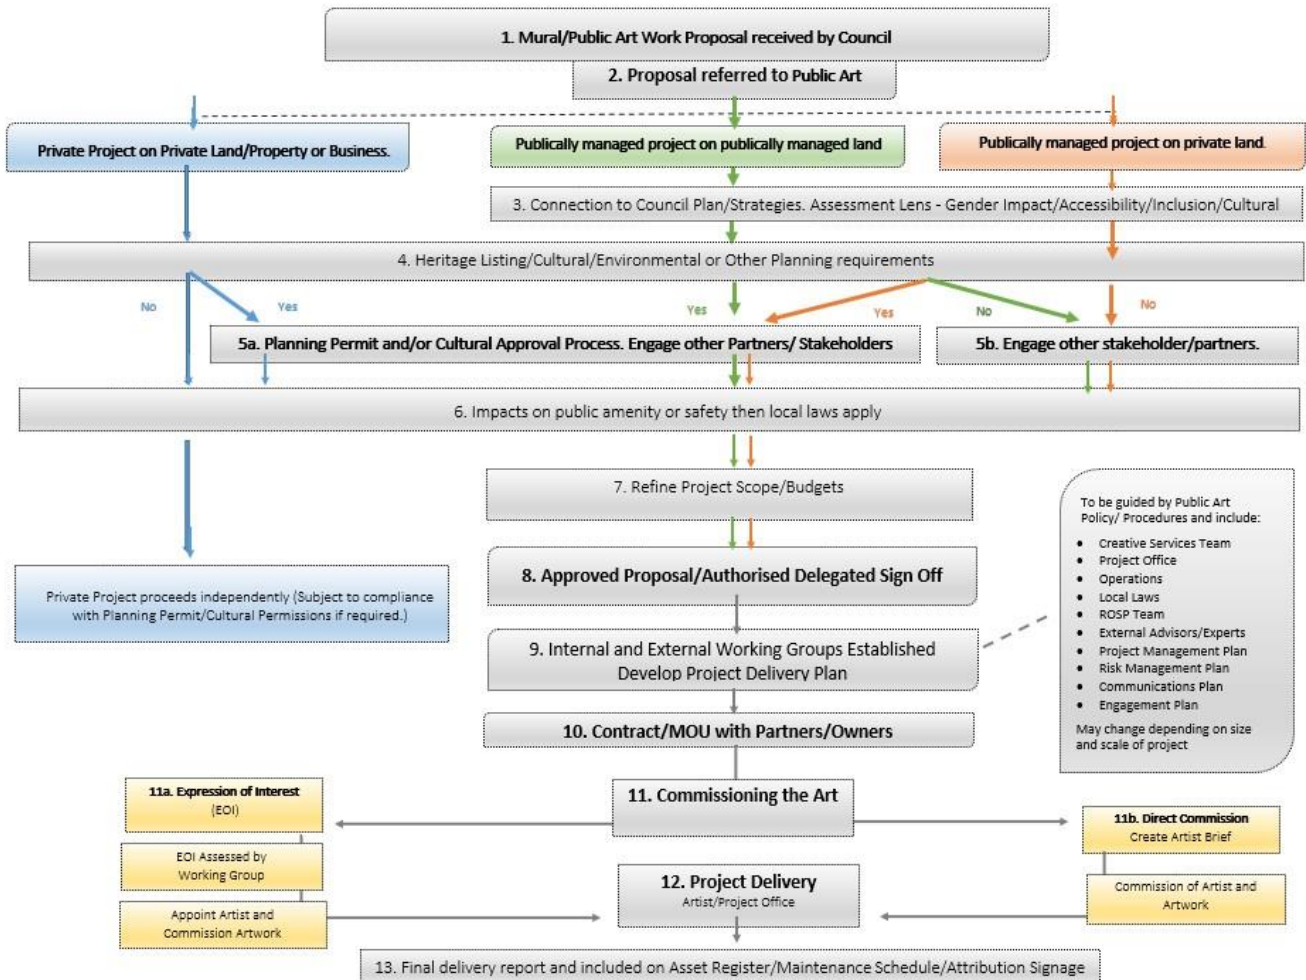 1. Mural/Public Art Work Proposal received by Council
2. Proposal referred to Public Art
Private Project on Private Land/Property or Business.
Publically managed project on publically managed land
Publically managed project on private land.
3. Connection to Council Plan/Strategies. Assessment Lens - Gender Impact/Accessibility/Inclusion/Cultural
4. Heritage Listing/Cultural/Environmental or Other Planning requirements
No
Yes
Yes
Yes
No
No
5a. Planning Permit and/or Cultural Approval Process. Engage other Partners/ Stakeholders
5b. Engage other stakeholder/partners.
6. Impacts on public amenity or safety then local laws apply
7. Refine Project Scope/Budgets
To be guided by Public Art
Policy/ Procedures and include:
• Creative Services Team
• Project Office
• Operations
• Local Laws
• ROSP Team
• External Advisors/Experts
• Project Management Plan
• Risk Management Plan
• Communications Plan
• Engagement Plan
May change depending on size
and scale of project
8. Approved Proposal/Authorised Delegated Sign Off
Private Project proceeds independently (Subject to compliance
with Planning Permit/Cultural Permissions if required.)
9. Internal and External Working Groups Established
Develop Project Delivery Plan
10. Contract/MOU with Partners/Owners
11. Commissioning the Art
11a. Expression of Interest
(EOI)
EOI Assessed by
Working Group
Appoint Artist and
Commission Artwork
11b. Direct Commission
Create Artist Brief
Commission of Artist and
Artwork
12. Project Delivery
Artist/Project Office
13. Final delivery report and included on Asset Register/Maintenance Schedule/Attribution Signage